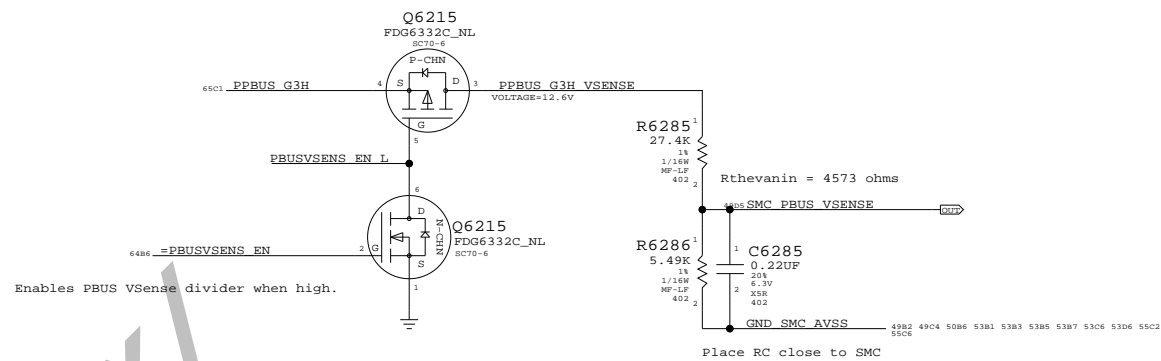 Q6215
FDG6332C_NL
SC70-6
P-CHN
65C1 PPBUS_G3H 4 S D 3 PPBUS_G3H_VSENSE
VOLTAGE=12.6V
G
5
PBUSVSENS_EN_L
R6285 1
27.4K
1%
1/16W
MF-LF
402 2
Rthevanin = 4573 ohms
49D5 SMC_PBUS_VSENSE OUT
6
D
N-CHN
Q6215
FDG6332C_NL
SC70-6
64B6 =PBUSVSENS_EN 2 G
S
1
Enables PBUS VSense divider when high.
R6286 1
5.49K
1%
1/16W
MF-LF
402 2
1 C6285
0.22UF
20%
2 6.3V
X5R
402
GND_SMC_AVSS 49B2 49C4 50B6 53B1 53B3 53B5 53B7 53C6 53D6 55C2
55C6
Place RC close to SMC